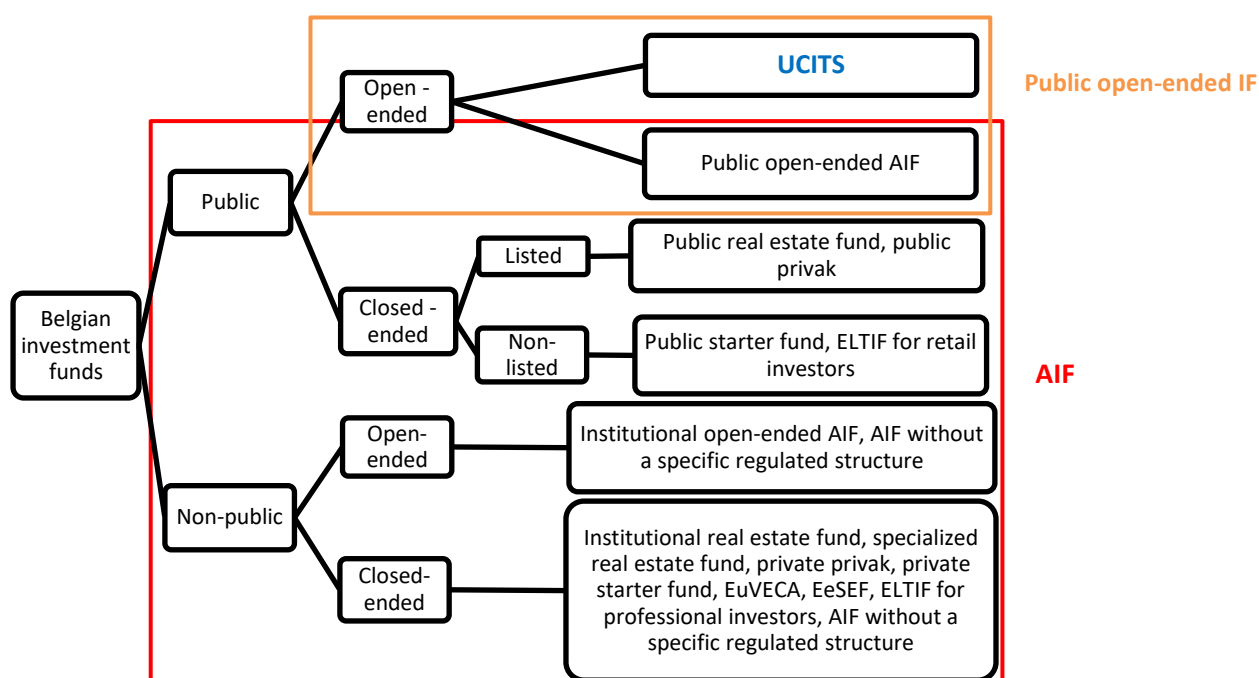 UCITS
Public open-ended IF
Open -
ended
Public open-ended AIF
Public
Listed
Public real estate fund, public
privak
Belgian
investment
funds
Closed -
ended
Non-
listed
Public starter fund, ELTIF for retail
investors
AIF
Open-
ended
Institutional open-ended AIF, AIF without
a specific regulated structure
Non-public
Closed-
ended
Institutional real estate fund, specialized
real estate fund, private privak, private
starter fund, EuVECA, EeSEF, ELTIF for
professional investors, AIF without a
specific regulated structure